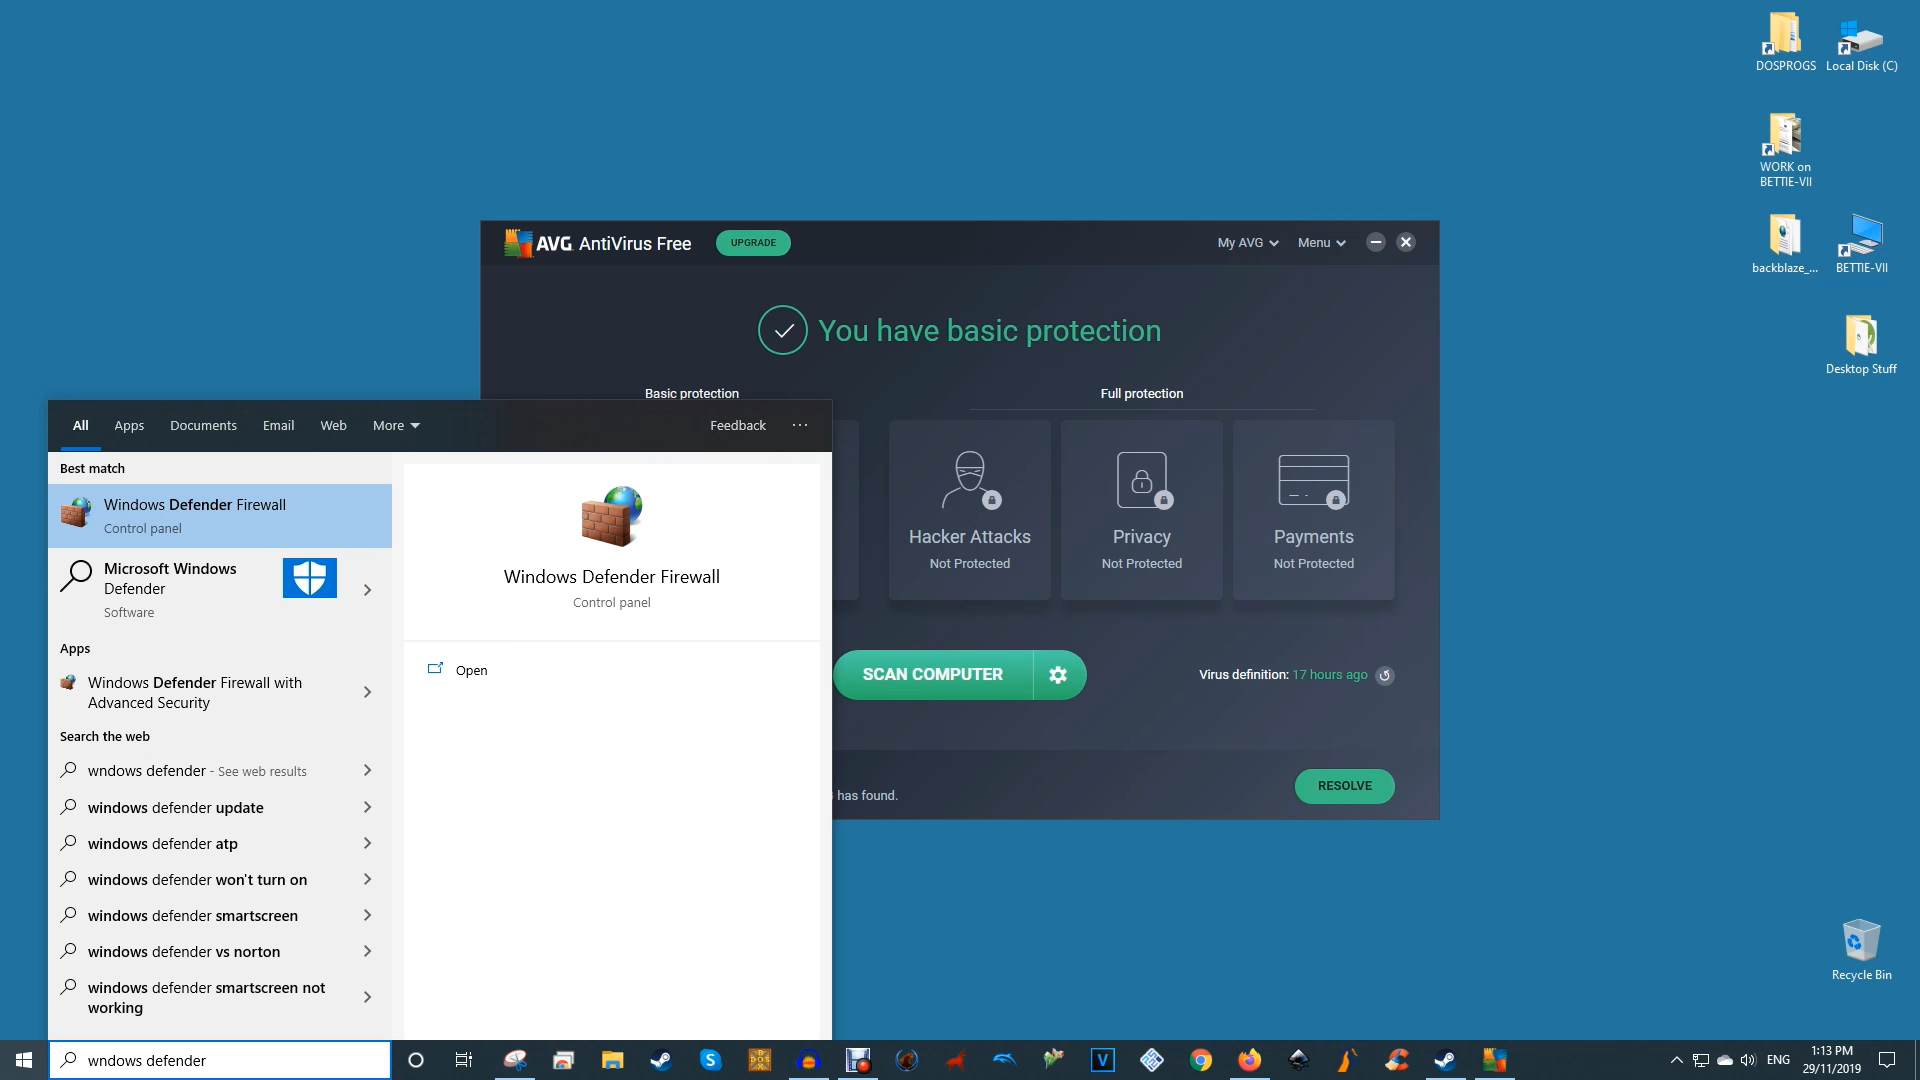 DOSPROGS
Local Disk (C)
WORK on
BETTIE-VII
backblaze_...
BETTIE-VII
Desktop Stuff
Recycle Bin
AVG AntiVirus Free
UPGRADE
My AVG
Menu
You have basic protection
Basic protection
Full protection
Hacker Attacks
Not Protected
Privacy
Not Protected
Payments
Not Protected
SCAN COMPUTER
Virus definition: 17 hours ago
has found.
RESOLVE
All
Apps
Documents
Email
Web
More
Feedback
...
Best match
Windows Defender Firewall
Control panel
Microsoft Windows
Defender
Software
Apps
Windows Defender Firewall with
Advanced Security
Search the web
wndows defender - See web results
windows defender update
windows defender atp
windows defender won't turn on
windows defender smartscreen
windows defender vs norton
windows defender smartscreen not
working
Windows Defender Firewall
Control panel
Open
wndows defender
ENG
1:13 PM
29/11/2019